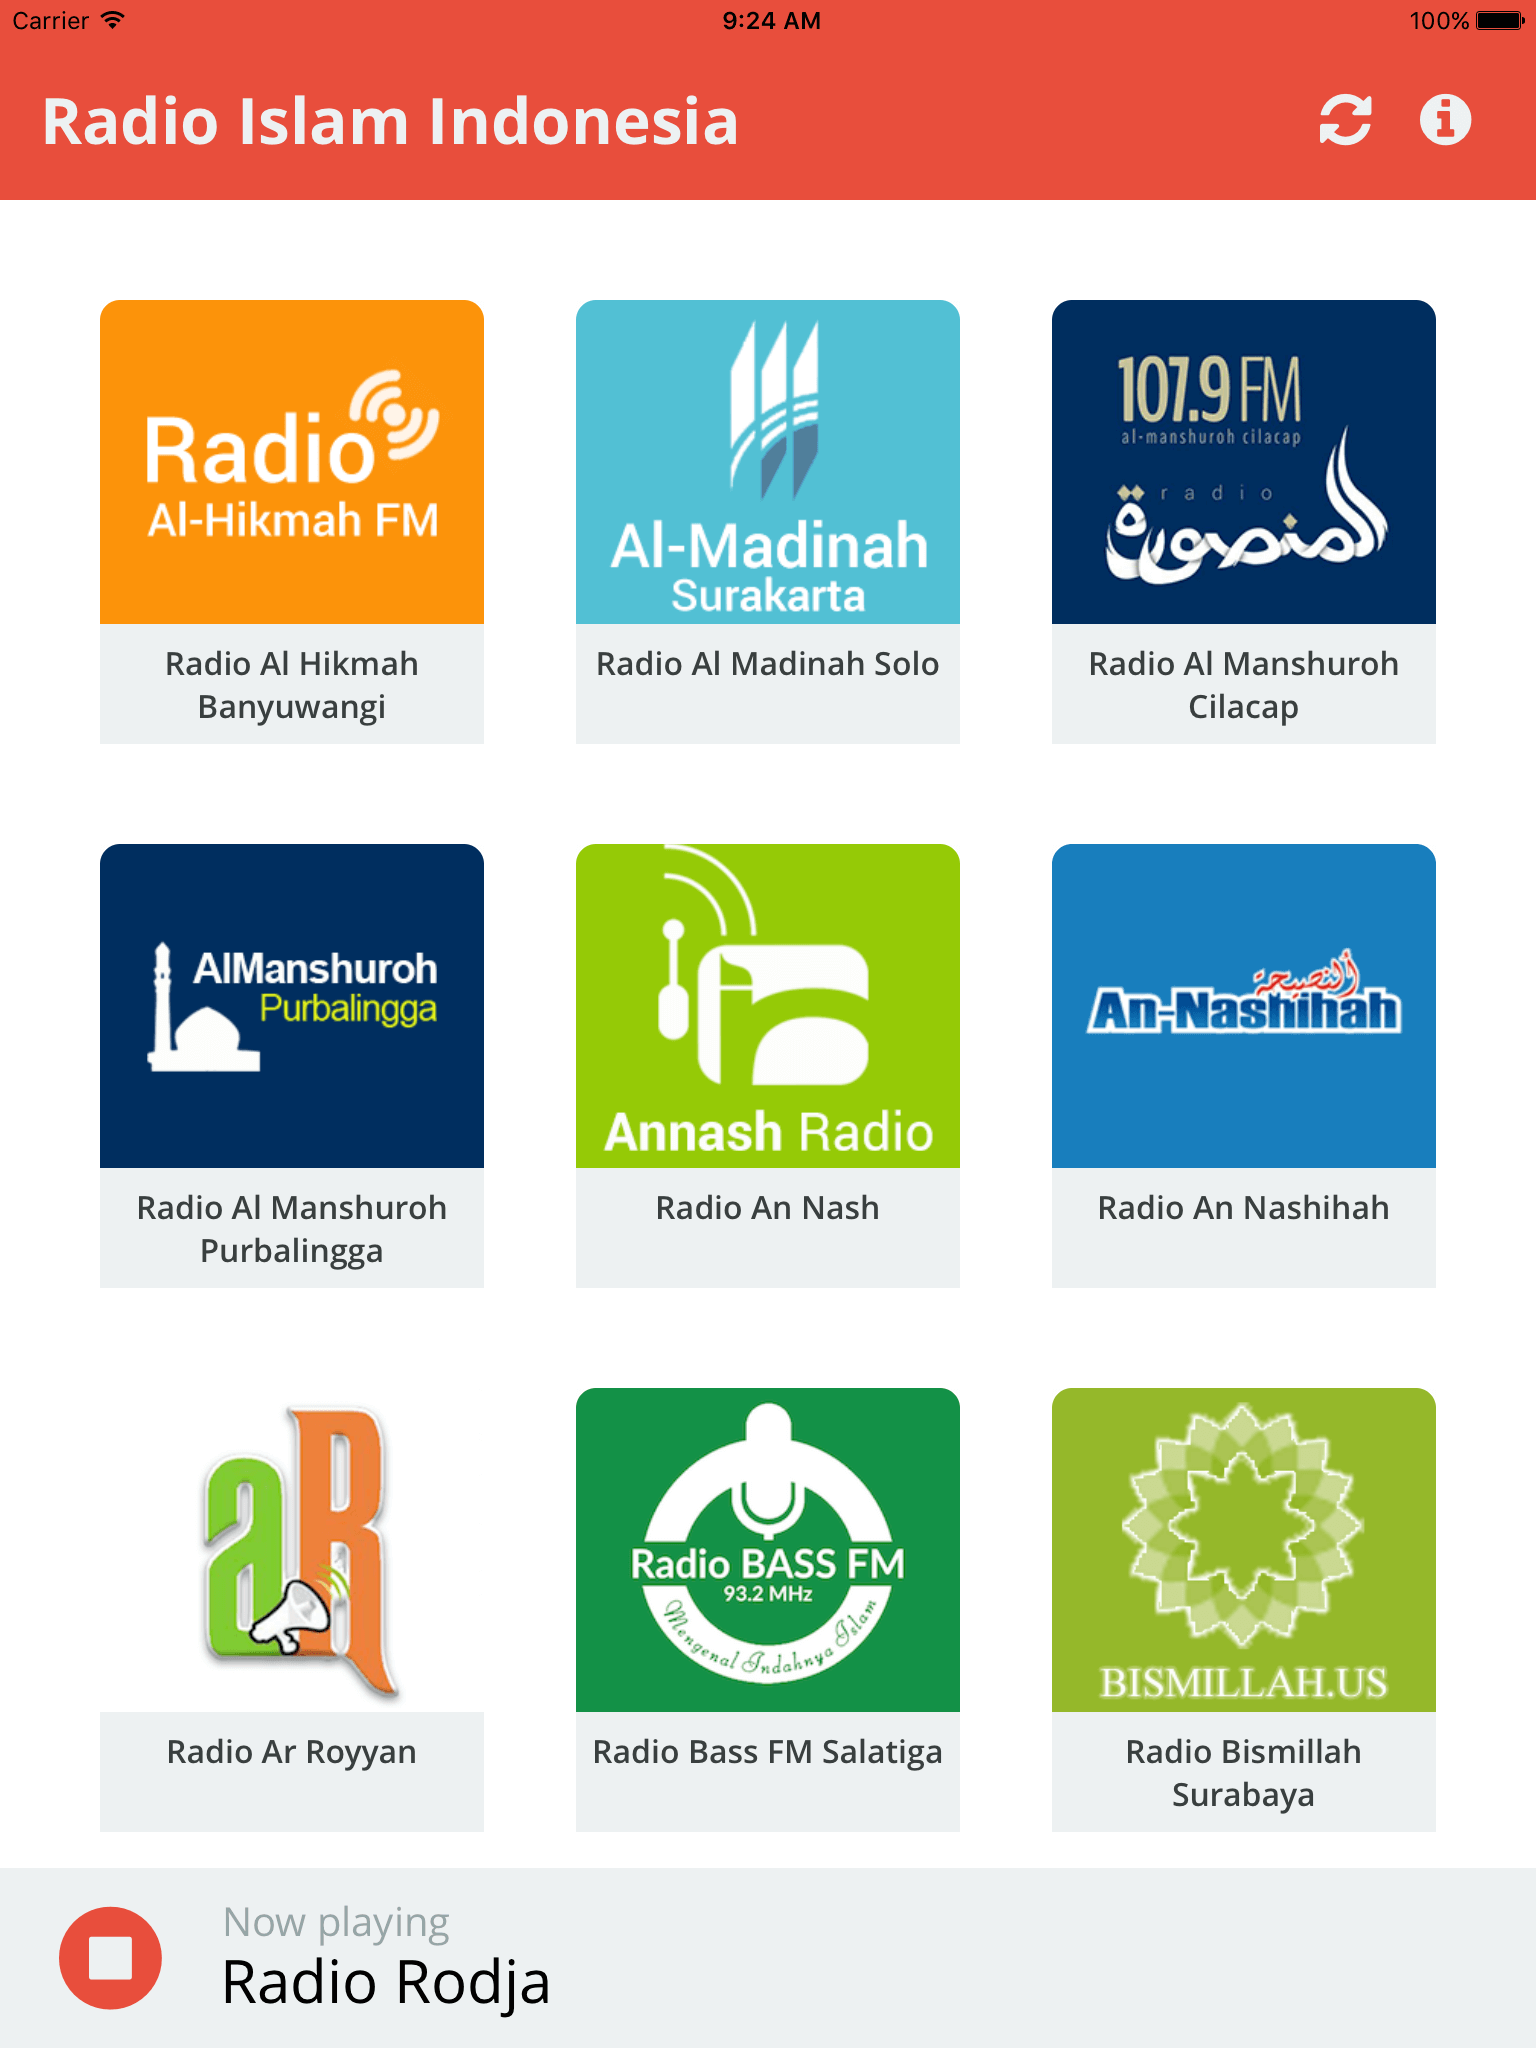 Carrier 9:24 AM 100%
Radio Islam Indonesia
Radio
Al-Hikmah FM
Radio Al Hikmah
Banyuwangi
Al-Madinah
Surakarta
Radio Al Madinah Solo
107.9 FM
al-manshuroh cilacap
radio
المنصورة
Radio Al Manshuroh
Cilacap
AlManshuroh
Purbalingga
Radio Al Manshuroh
Purbalingga
Annash Radio
Radio An Nash
النصيحة
An-Nashihah
Radio An Nashihah
aR
Radio Ar Royyan
Radio BASS FM
93.2 MHz
Mengenal Indahnya Islam
Radio Bass FM Salatiga
BISMILLAH.US
Radio Bismillah
Surabaya
Now playing
Radio Rodja